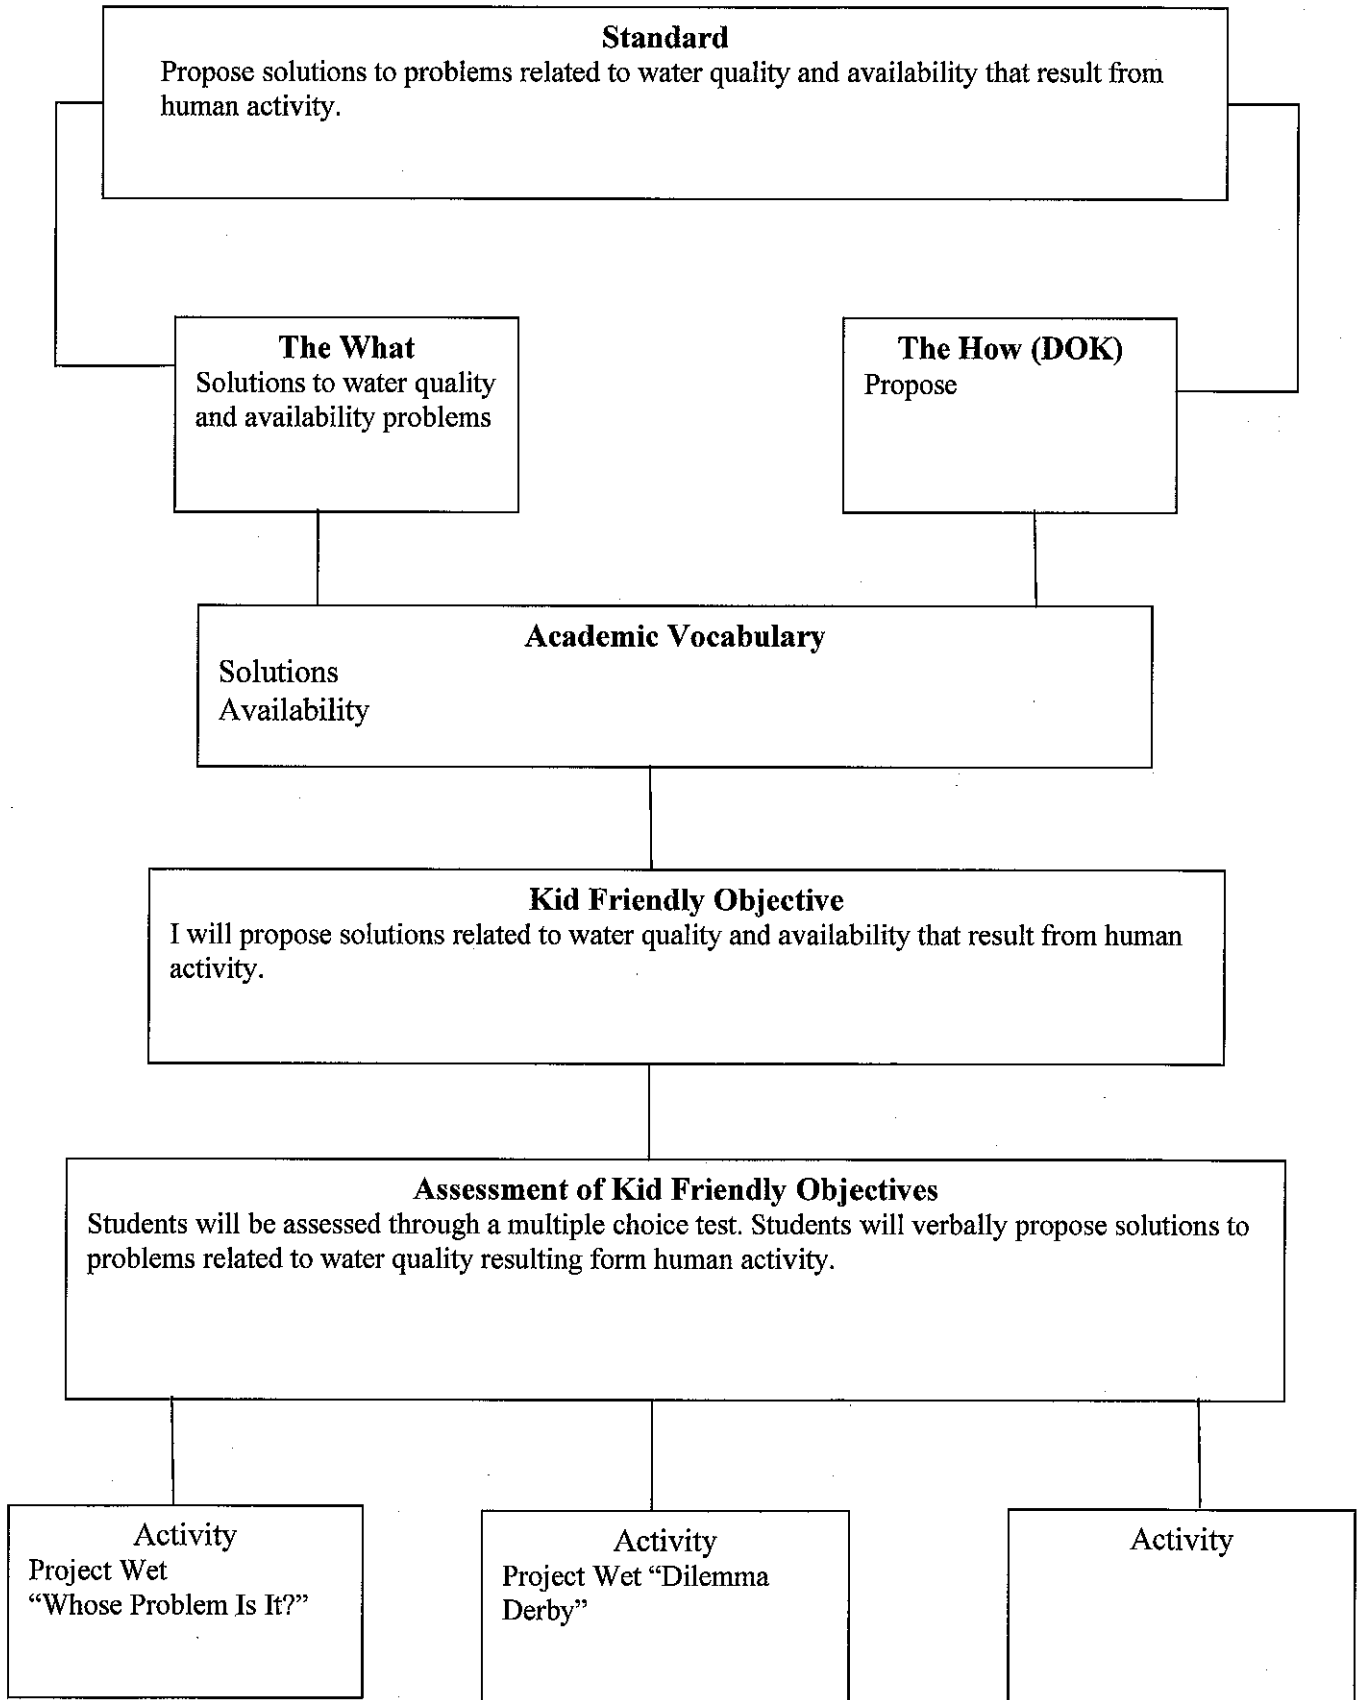 Standard
Propose solutions to problems related to water quality and availability that result from
human activity.
The What
Solutions to water quality
and availability problems
The How (DOK)
Propose
Academic Vocabulary
Solutions
Availability
Kid Friendly Objective
I will propose solutions related to water quality and availability that result from human
activity.
Assessment of Kid Friendly Objectives
Students will be assessed through a multiple choice test. Students will verbally propose solutions to
problems related to water quality resulting form human activity.
Activity
Project Wet
“Whose Problem Is It?”
Activity
Project Wet “Dilemma
Derby”
Activity